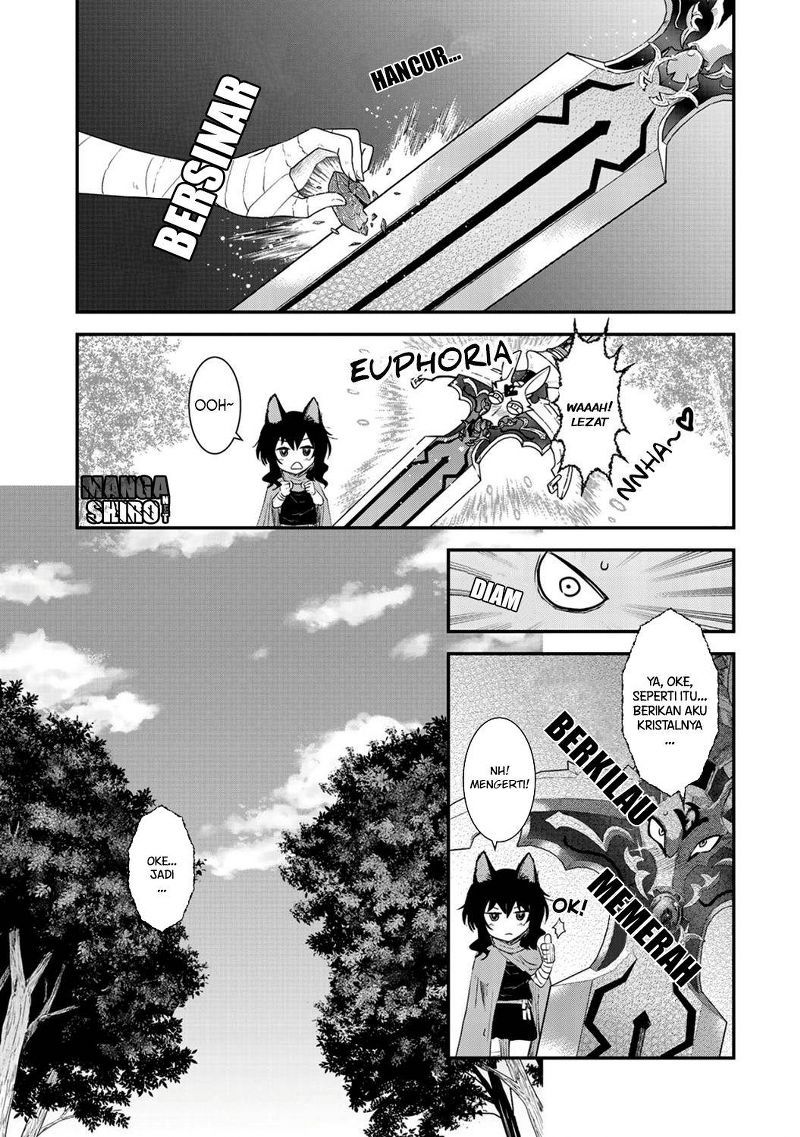 HANCUR...
BERSINAR
WAAAH!
LEZAT
EUPHORIA
NNHA~♡
OOH~
MANGA
SHIRO
NET
DIAM
YA, OKE,
SEPERTI ITU...
BERIKAN AKU
KRISTALNYA
...
BERKILAU
MEMERAH
NH!
MENGERTI!
OK!
OKE...
JADI
...